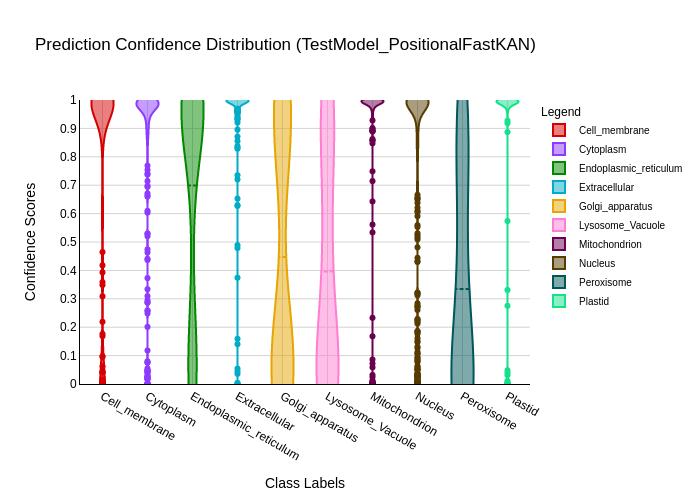 Prediction Confidence Distribution (TestModel_PositionalFastKAN)
Confidence Scores
1
0.9
0.8
0.7
0.6
0.5
0.4
0.3
0.2
0.1
0
Cell_membrane
Cytoplasm
Endoplasmic_reticulum
Extracellular
Golgi_apparatus
Lysosome_Vacuole
Mitochondrion
Nucleus
Peroxisome
Plastid
Class Labels
Legend
Cell_membrane
Cytoplasm
Endoplasmic_reticulum
Extracellular
Golgi_apparatus
Lysosome_Vacuole
Mitochondrion
Nucleus
Peroxisome
Plastid